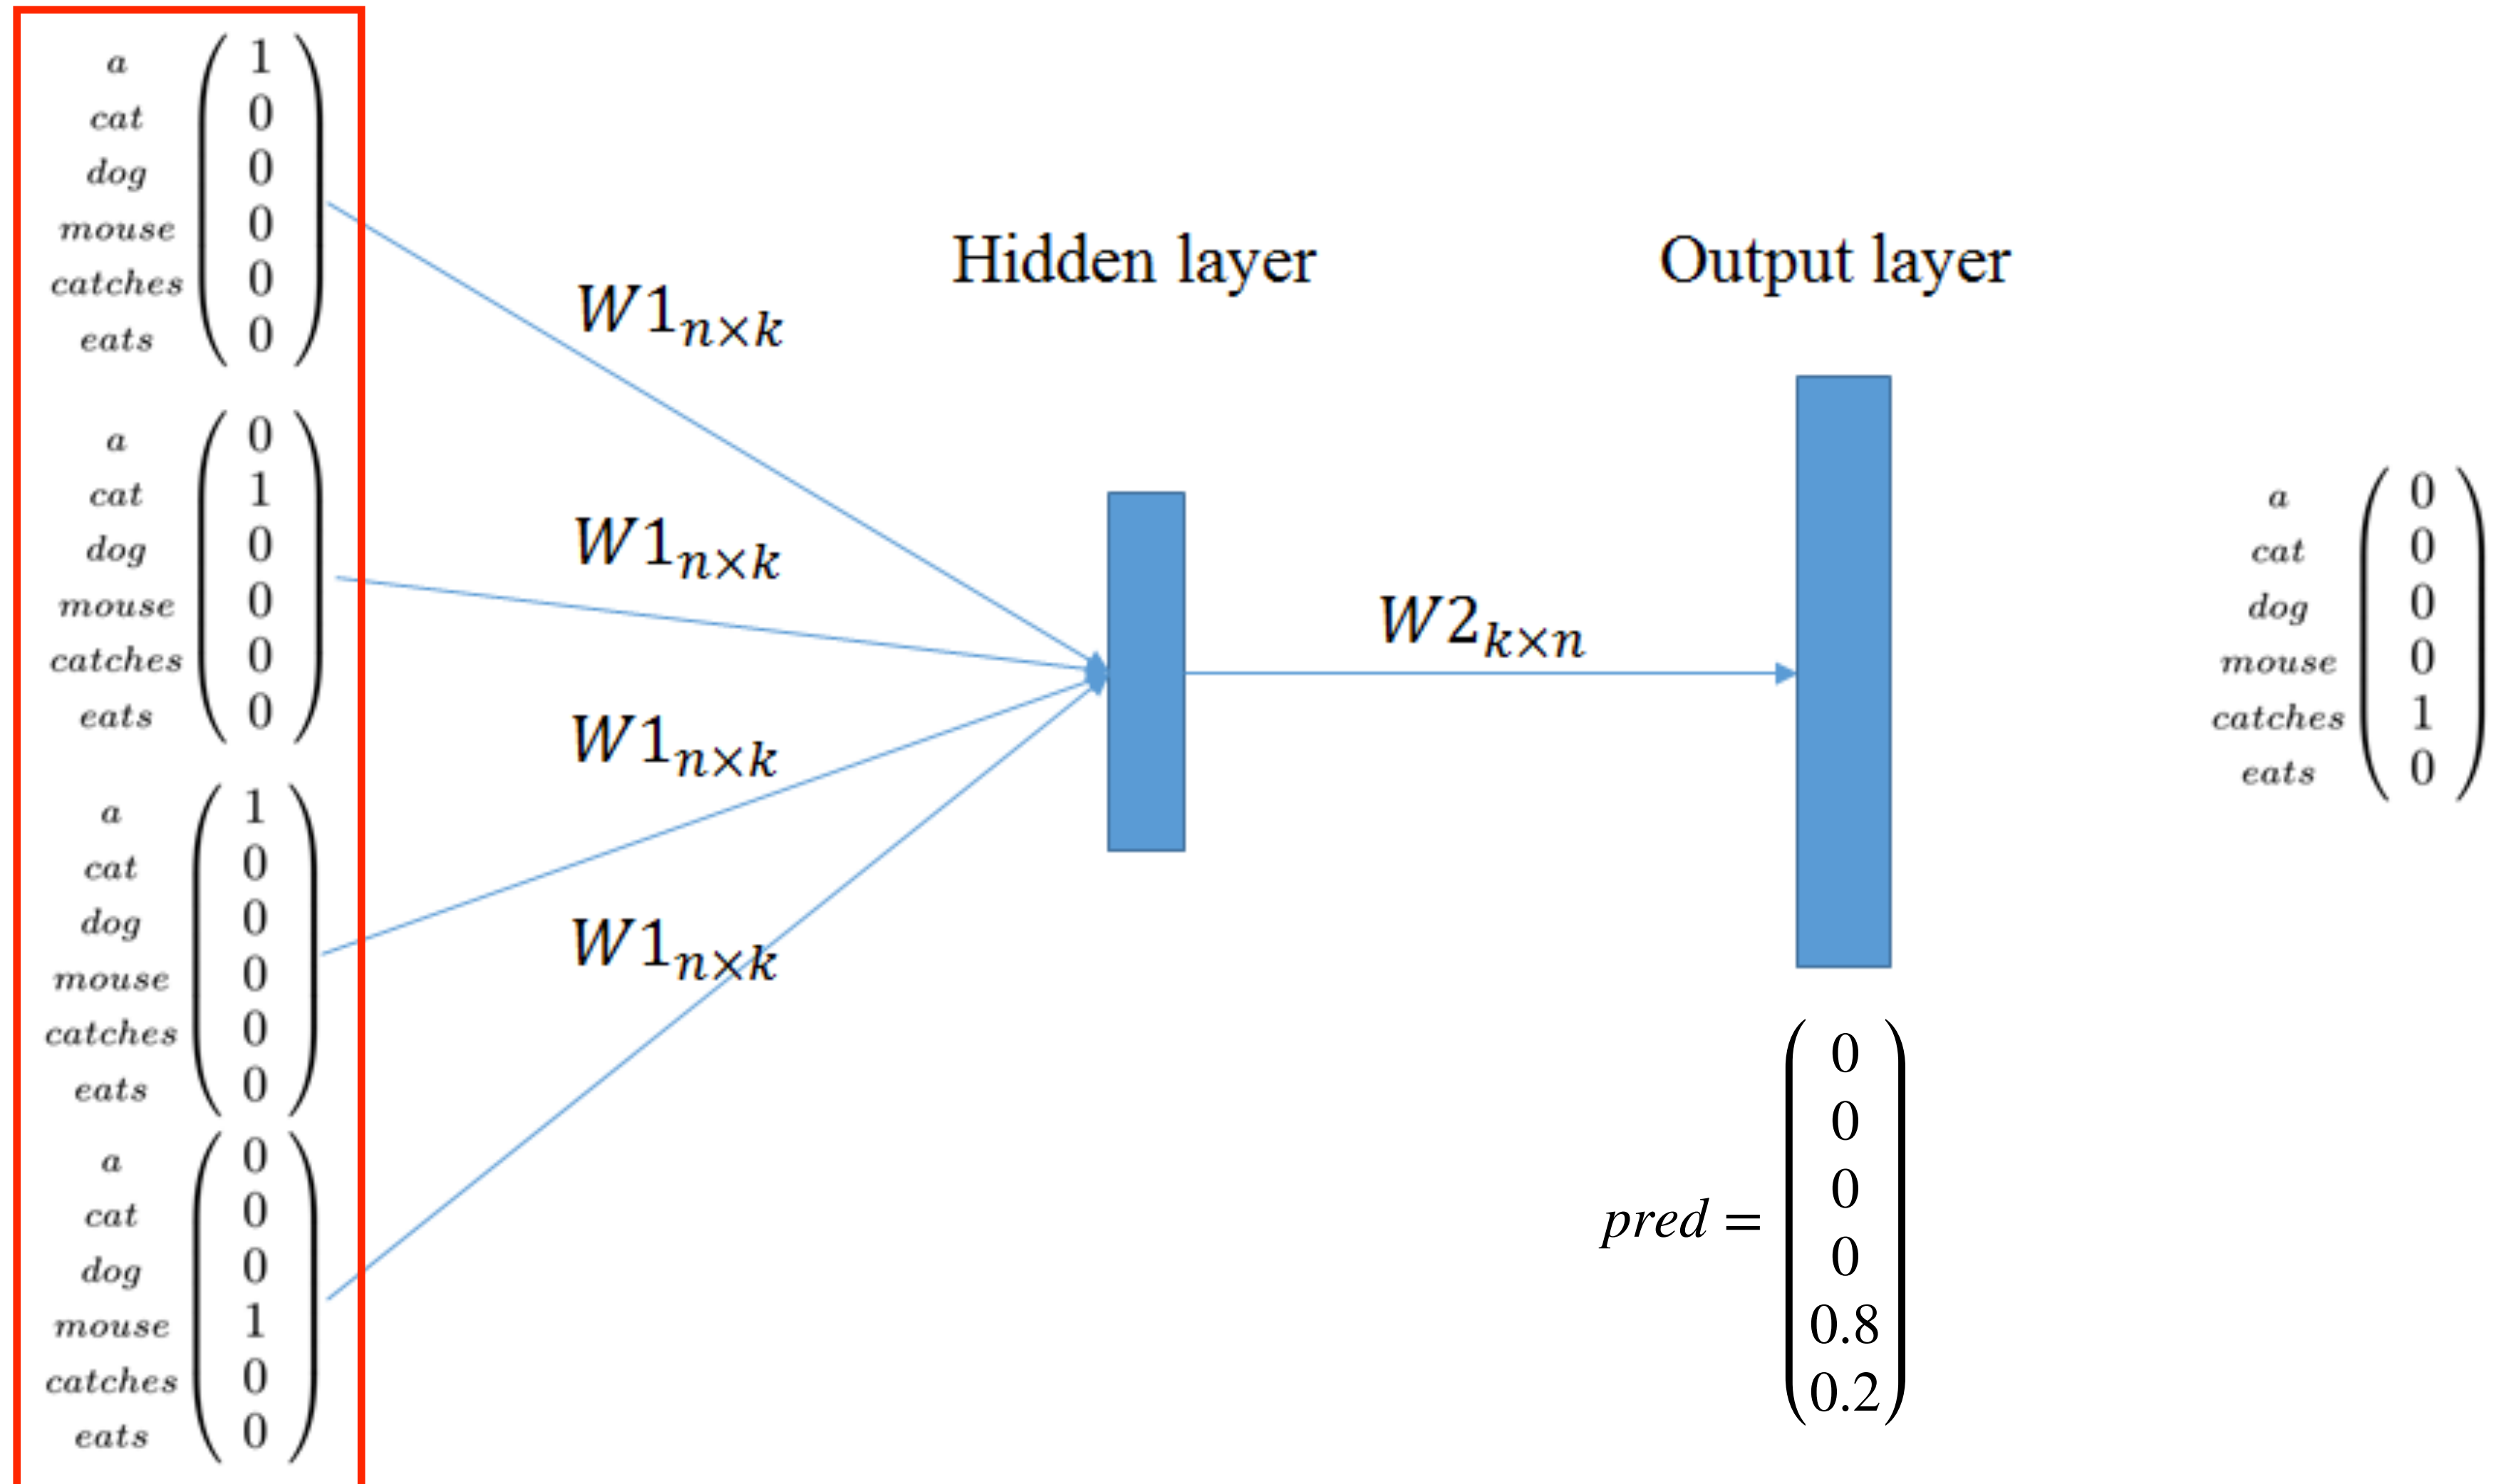 a 1
cat 0
dog 0
mouse 0
catches 0
eats 0
a 0
cat 1
dog 0
mouse 0
catches 0
eats 0
a 1
cat 0
dog 0
mouse 0
catches 0
eats 0
a 0
cat 0
dog 0
mouse 1
catches 0
eats 0
W1n×k
W1n×k
W1n×k
W1n×k
Hidden layer
W2k×n
Output layer
pred =
0
0
0
0
0.8
0.2
a 0
cat 0
dog 0
mouse 0
catches 1
eats 0